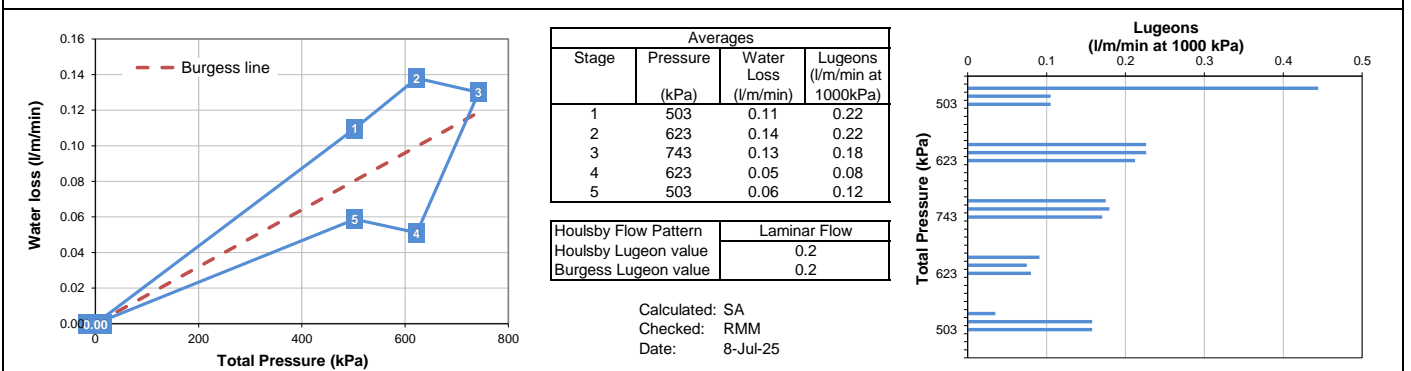 0.16
0.14
0.12
0.10
0.08
0.06
0.04
0.02
0.00
Water loss (l/m/min)
Burgess line
1
2
3
4
5
0.00
0
200
400
600
800
Total Pressure (kPa)
Averages
Stage Pressure Water Lugeons
Loss (l/m/min at
(kPa) (l/m/min) 1000kPa)
1 503 0.11 0.22
2 623 0.14 0.22
3 743 0.13 0.18
4 623 0.05 0.08
5 503 0.06 0.12
Houlsby Flow Pattern Laminar Flow
Houlsby Lugeon value 0.2
Burgess Lugeon value 0.2
Calculated: SA
Checked: RMM
Date: 8-Jul-25
Lugeons
(l/m/min at 1000 kPa)
0 0.1 0.2 0.3 0.4 0.5
Total Pressure (kPa)
503
623
743
623
503